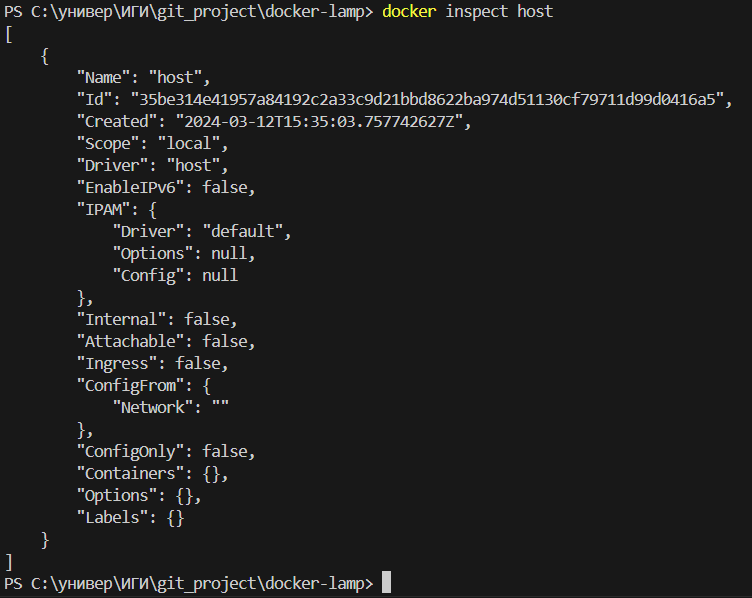 PS C:\универ\ИГИ\git_project\docker-lamp> docker inspect host
[
    {
        "Name": "host",
        "Id": "35be314e41957a84192c2a33c9d21bbd8622ba974d51130cf79711d99d0416a5",
        "Created": "2024-03-12T15:35:03.757742627Z",
        "Scope": "local",
        "Driver": "host",
        "EnableIPv6": false,
        "IPAM": {
            "Driver": "default",
            "Options": null,
            "Config": null
        },
        "Internal": false,
        "Attachable": false,
        "Ingress": false,
        "ConfigFrom": {
            "Network": ""
        },
        "ConfigOnly": false,
        "Containers": {},
        "Options": {},
        "Labels": {}
    }
]
PS C:\универ\ИГИ\git_project\docker-lamp>